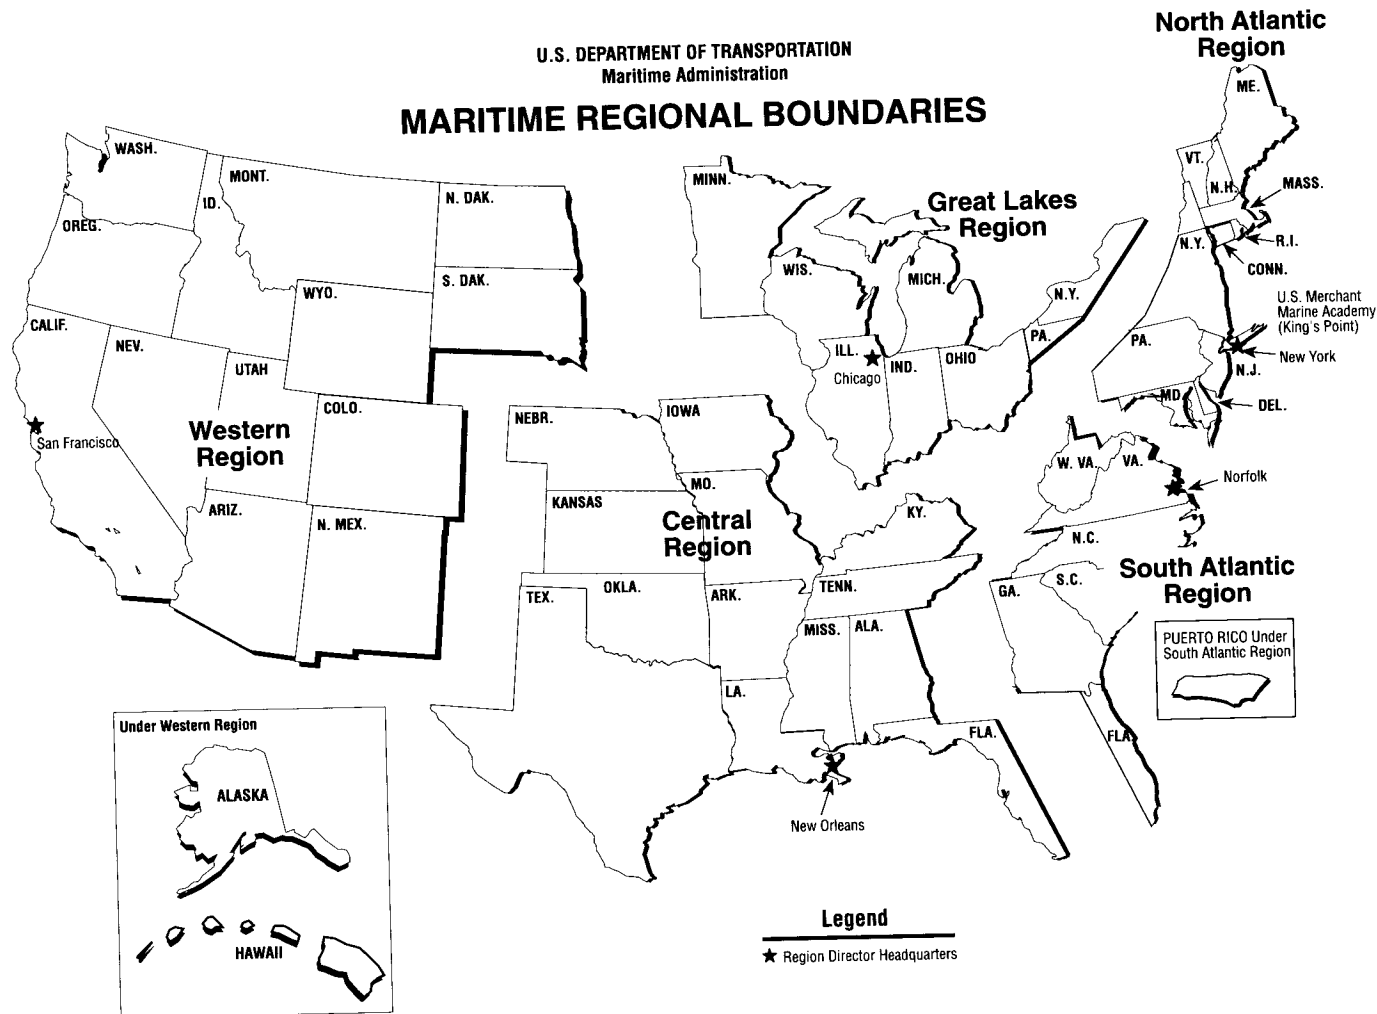 North Atlantic
Region
U.S. DEPARTMENT OF TRANSPORTATION
Maritime Administration
MARITIME REGIONAL BOUNDARIES
ME.
WASH.
MONT.
ID.
N. DAK.
OREG.
S. DAK.
WYO.
CALIF.
NEV.
UTAH
COLO.
San Francisco
Western
Region
ARIZ.
N. MEX.
MINN.
Great Lakes
Region
WIS.
MICH.
N.Y.
PA.
ILL.
IND.
OHIO
Chicago
VT.
N.H.
MASS.
N.Y.
R.I.
CONN.
U.S. Merchant
Marine Academy
(King's Point)
PA.
New York
N.J.
MD.
DEL.
NEBR.
IOWA
KANSAS
MO.
Central
Region
KY.
OKLA.
TEX.
ARK.
TENN.
MISS.
ALA.
LA.
FLA.
New Orleans
W. VA.
VA.
Norfolk
N.C.
S.C.
GA.
South Atlantic
Region
FLA.
PUERTO RICO Under
South Atlantic Region
Under Western Region
ALASKA
HAWAII
Legend
★ Region Director Headquarters